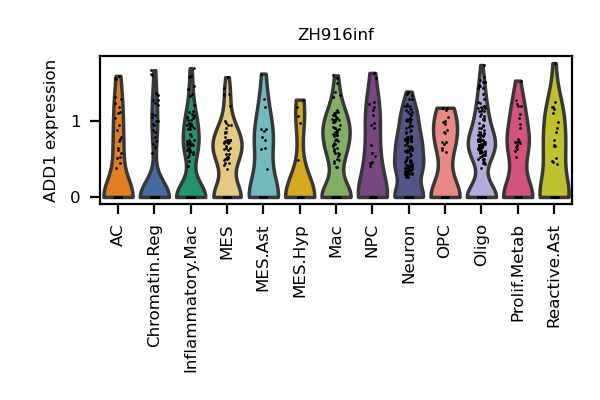 ZH916inf
ADD1 expression
1
0
AC
Chromatin.Reg
Inflammatory.Mac
MES
MES.Ast
MES.Hyp
Mac
NPC
Neuron
OPC
Oligo
Prolif.Metab
Reactive.Ast